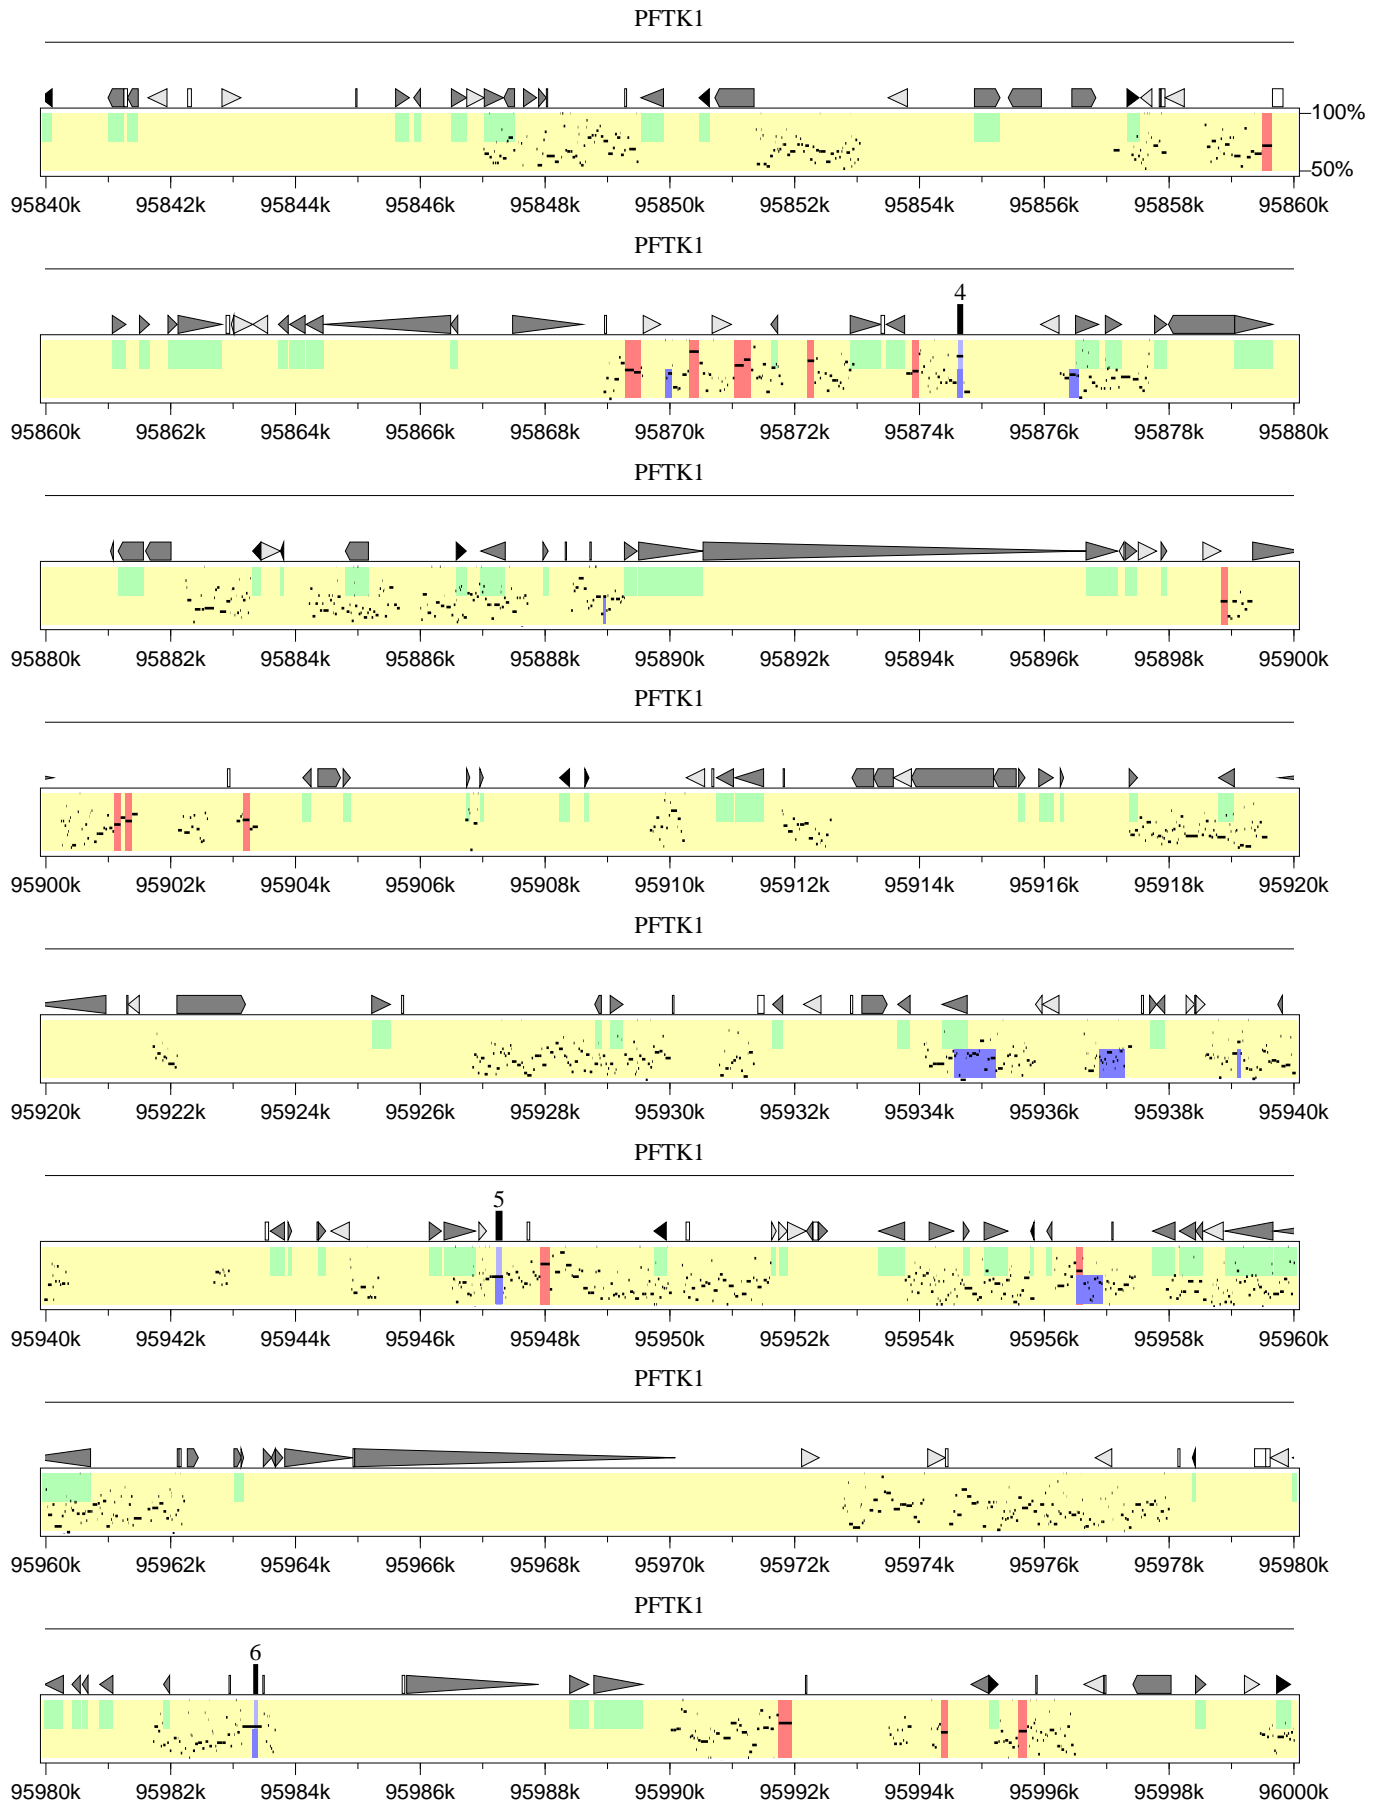 PFTK1
100%
50%
95840k 95842k 95844k 95846k 95848k 95850k 95852k 95854k 95856k 95858k 95860k
PFTK1
4
95860k 95862k 95864k 95866k 95868k 95870k 95872k 95874k 95876k 95878k 95880k
PFTK1
95880k 95882k 95884k 95886k 95888k 95890k 95892k 95894k 95896k 95898k 95900k
PFTK1
95900k 95902k 95904k 95906k 95908k 95910k 95912k 95914k 95916k 95918k 95920k
PFTK1
95920k 95922k 95924k 95926k 95928k 95930k 95932k 95934k 95936k 95938k 95940k
PFTK1
5
95940k 95942k 95944k 95946k 95948k 95950k 95952k 95954k 95956k 95958k 95960k
PFTK1
95960k 95962k 95964k 95966k 95968k 95970k 95972k 95974k 95976k 95978k 95980k
PFTK1
6
95980k 95982k 95984k 95986k 95988k 95990k 95992k 95994k 95996k 95998k 96000k